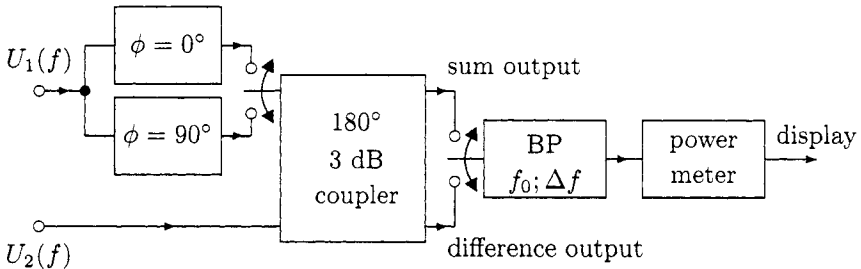 U₁(f)
ϕ = 0°
ϕ = 90°
U₂(f)
180°
3 dB
coupler
sum output
difference output
BP
f₀; Δf
power
meter
display